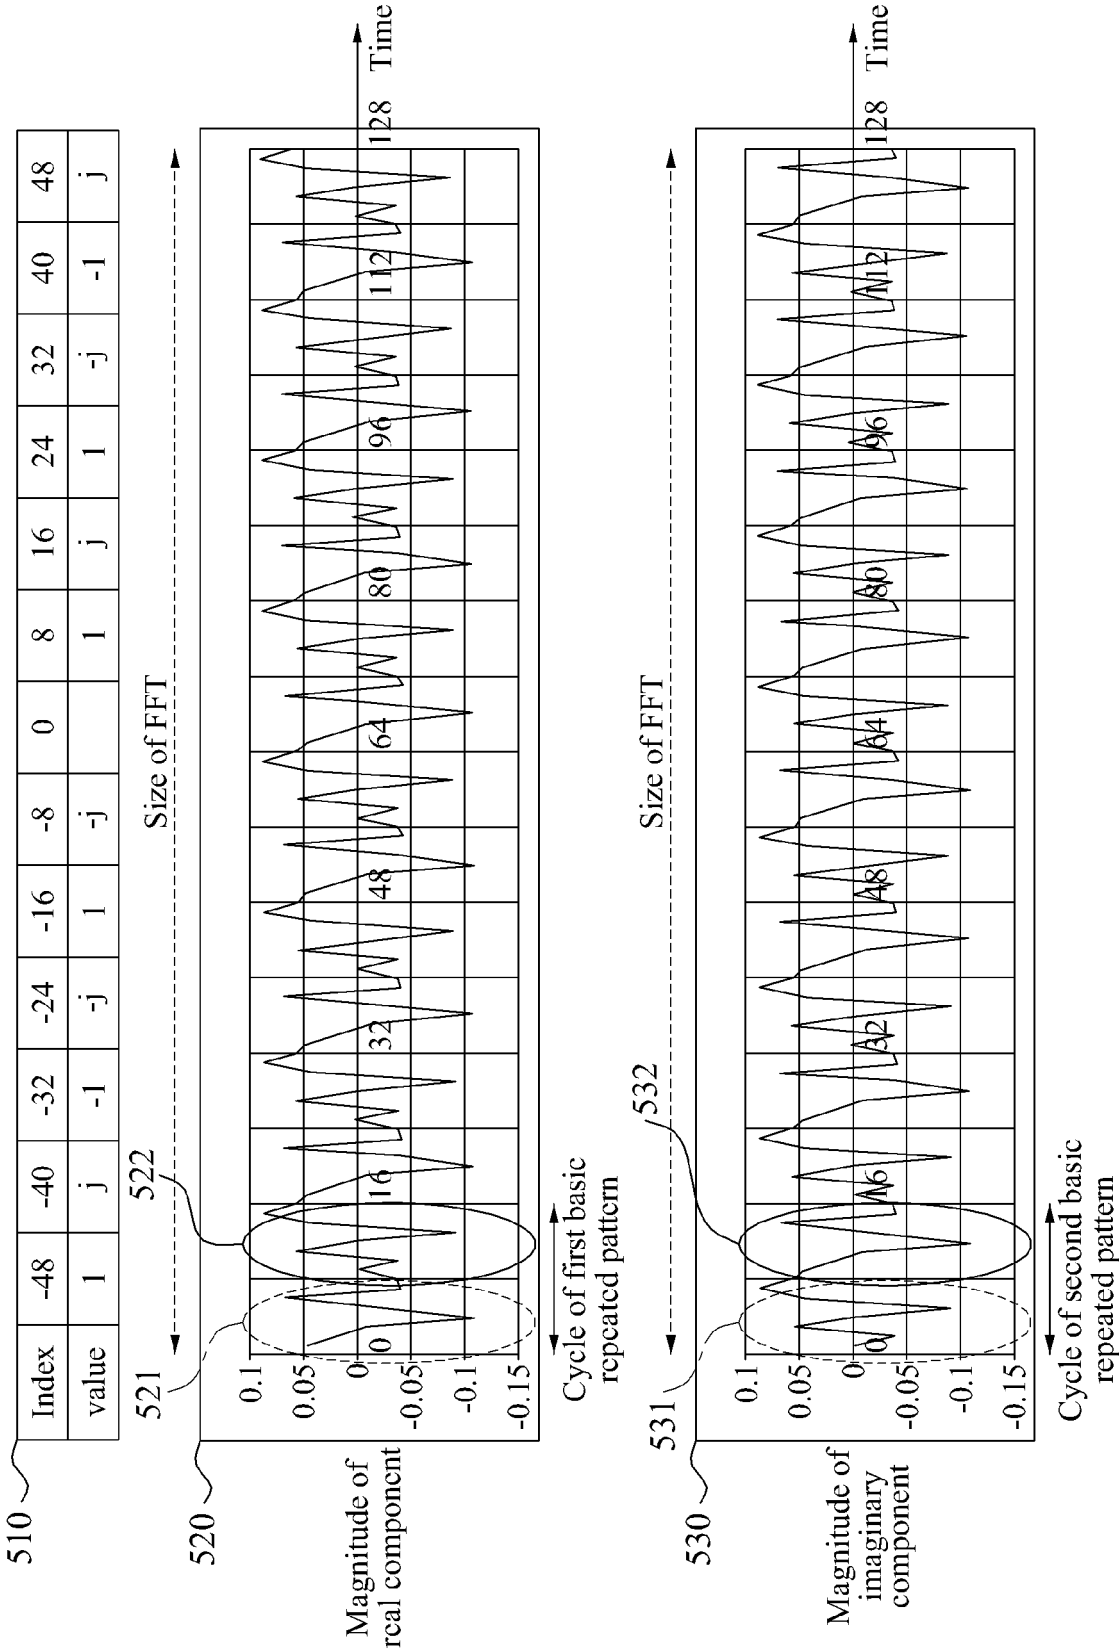 510
Index -48 -40 -32 -24 -16 -8 0 8 16 24 32 40 48
value 1 j -1 -j 1 -j 1 j 1 -j -1 j
520
521
522
Size of FFT
Magnitude of
real component
0.1
0.05
0
-0.05
-0.1
-0.15
0 16 32 48 64 80 96 112 128
Time
Cycle of first basic
repeated pattern
530
531
532
Size of FFT
Magnitude of
imaginary
component
0.1
0.05
0
-0.05
-0.1
-0.15
0 16 32 48 64 80 96 112 128
Time
Cycle of second basic
repeated pattern